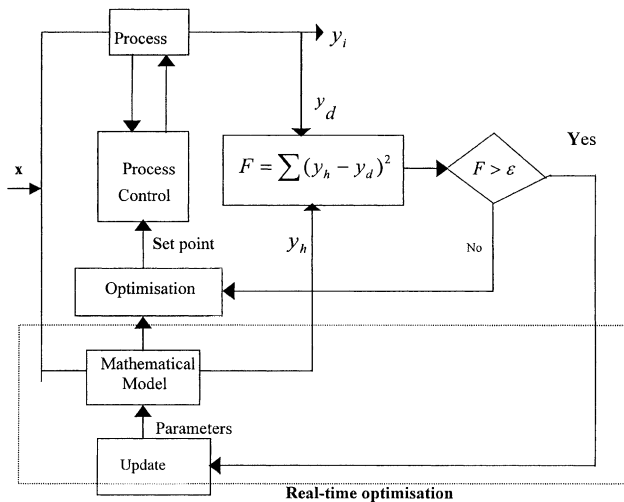 Process
y_i
y_d
Yes
x
Process
Control
F = ∑ (y_h − y_d)^2
F > ε
Set point
y_h
No
Optimisation
Mathematical
Model
Parameters
Update
Real-time optimisation